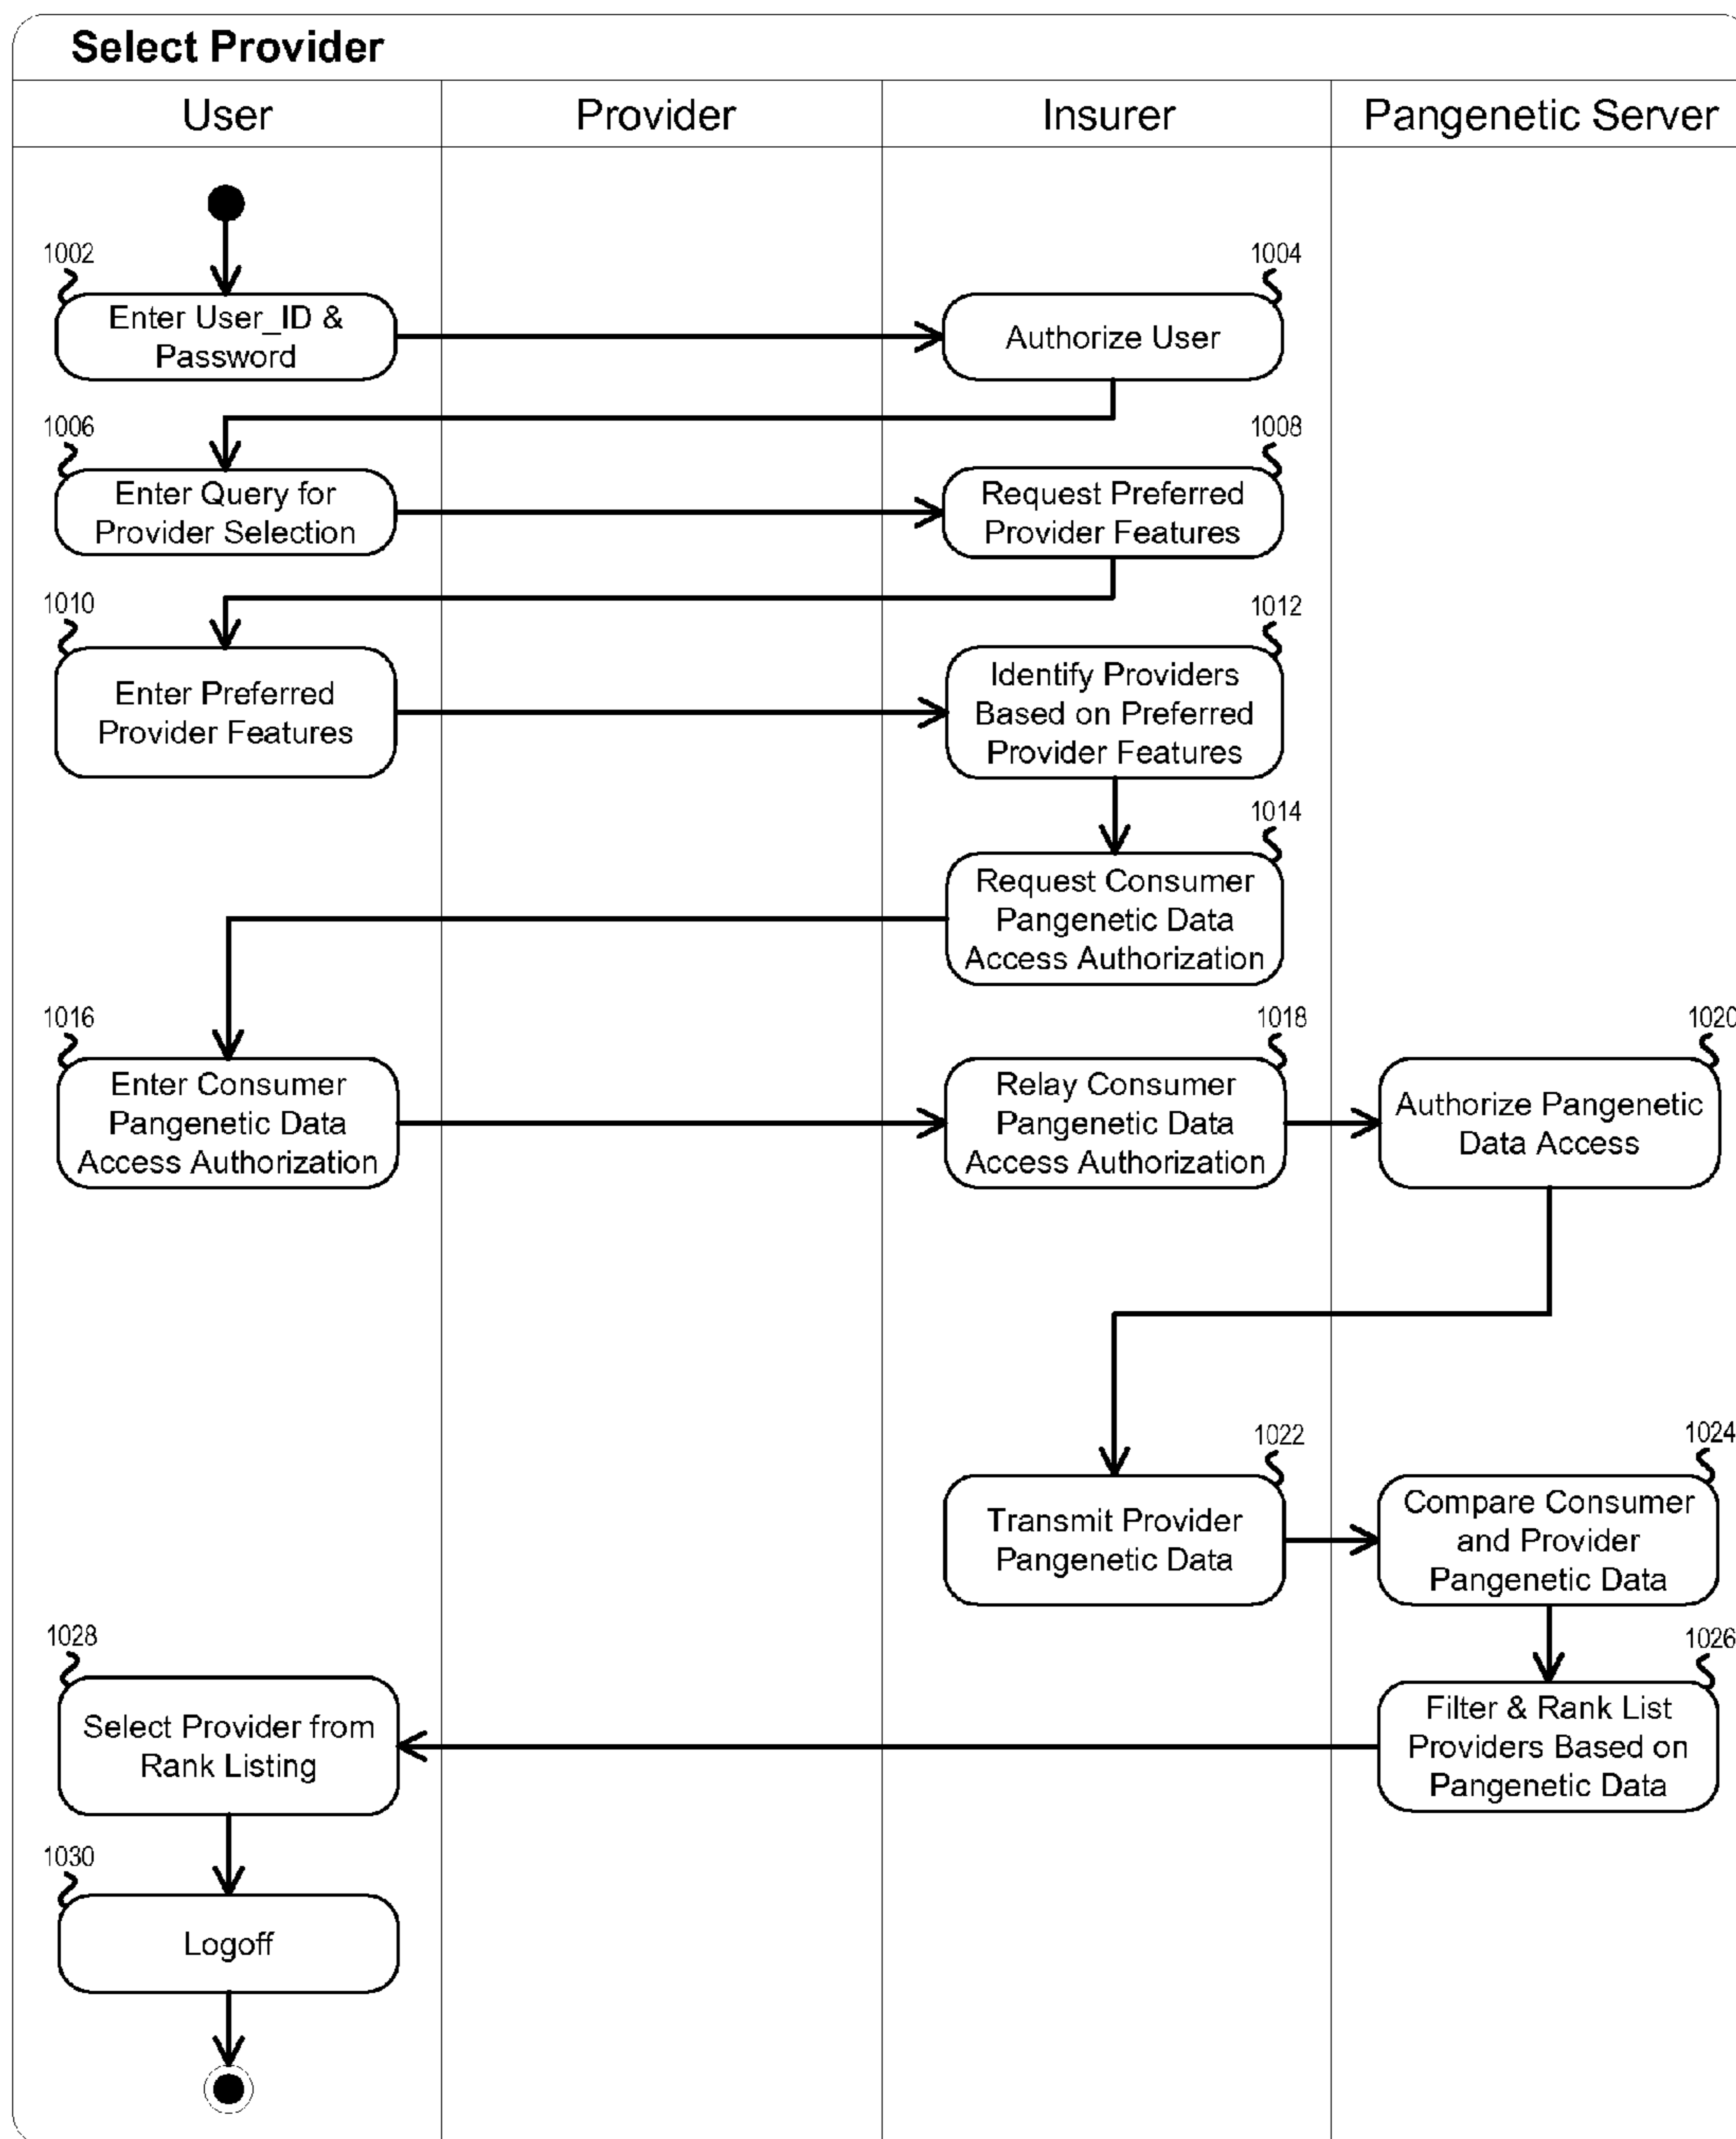 Select Provider
User
Provider
Insurer
Pangenetic Server
1002
Enter User_ID &
Password
1004
Authorize User
1006
Enter Query for
Provider Selection
1008
Request Preferred
Provider Features
1010
Enter Preferred
Provider Features
1012
Identify Providers
Based on Preferred
Provider Features
1014
Request Consumer
Pangenetic Data
Access Authorization
1016
Enter Consumer
Pangenetic Data
Access Authorization
1018
Relay Consumer
Pangenetic Data
Access Authorization
1020
Authorize Pangenetic
Data Access
1022
Transmit Provider
Pangenetic Data
1024
Compare Consumer
and Provider
Pangenetic Data
1026
Filter & Rank List
Providers Based on
Pangenetic Data
1028
Select Provider from
Rank Listing
1030
Logoff